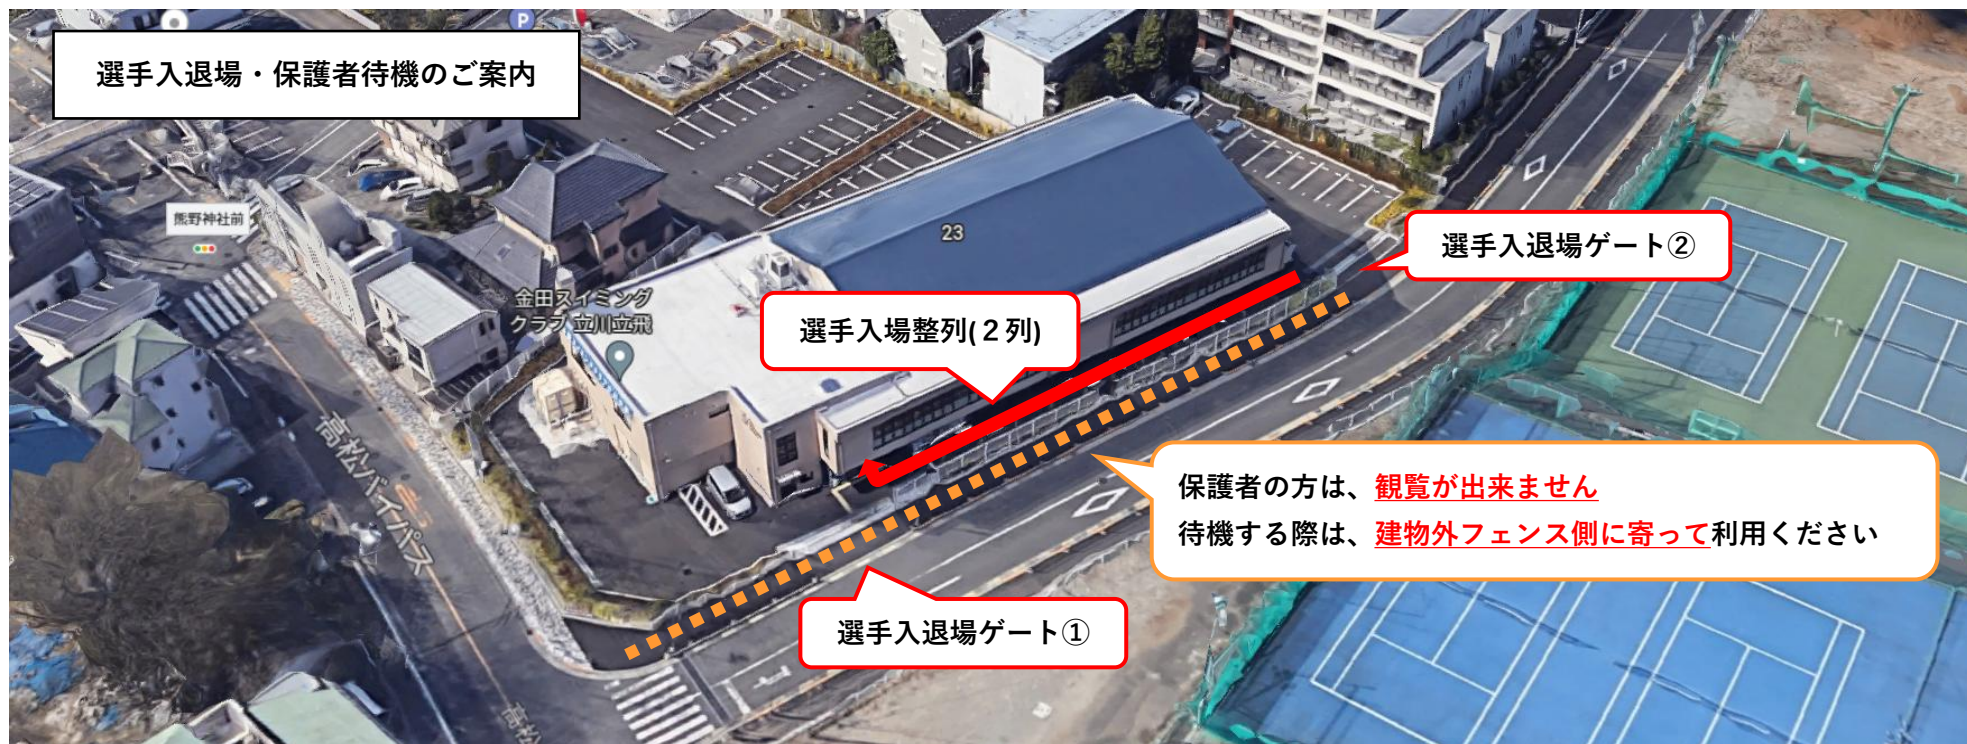 選手入退場・保護者待機のご案内
P
熊野神社前
23
選手入退場ゲート②
金田スイミング
クラブ 立川立飛
選手入場整列(２列)
高松バイパス
保護者の方は、観覧が出来ません
待機する際は、建物外フェンス側に寄って利用ください
選手入退場ゲート①
高松